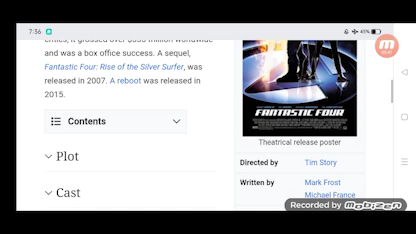 7:36
45%
critics, it grossed over $333 million worldwide
and was a box office success. A sequel,
Fantastic Four: Rise of the Silver Surfer, was
released in 2007. A reboot was released in
2015.
Contents
Plot
Cast
FANTASTIC FOUR
Theatrical release poster
Directed by Tim Story
Written by Mark Frost
Michael France
Recorded by
MOBIZEN